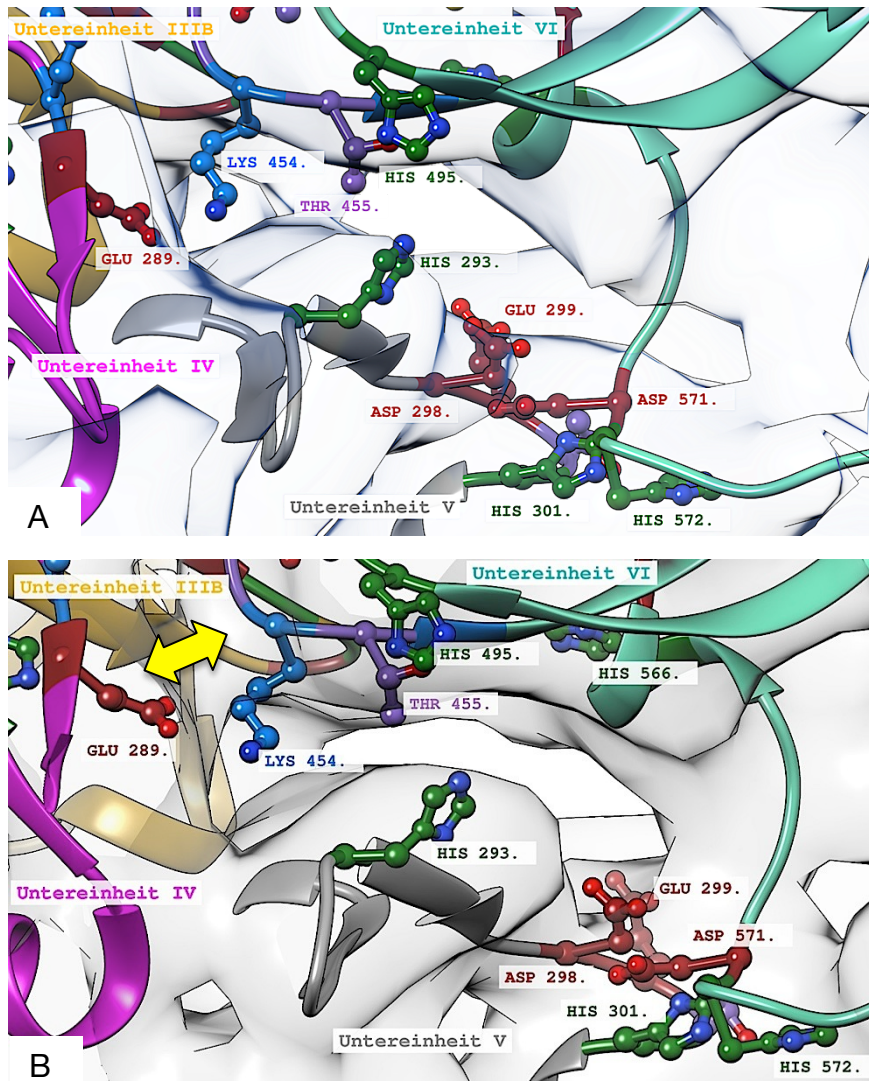 Untereinheit IIIB
Untereinheit VI
LYS 454.
HIS 495.
THR 455.
GLU 289.
HIS 293.
GLU 299.
Untereinheit IV
ASP 298.
ASP 571.
Untereinheit V
HIS 301.
HIS 572.
A
Untereinheit IIIB
Untereinheit VI
HIS 495.
HIS 566.
THR 455.
GLU 289.
LYS 454.
HIS 293.
GLU 299.
Untereinheit IV
ASP 571.
ASP 298.
HIS 301.
Untereinheit V
HIS 572.
B